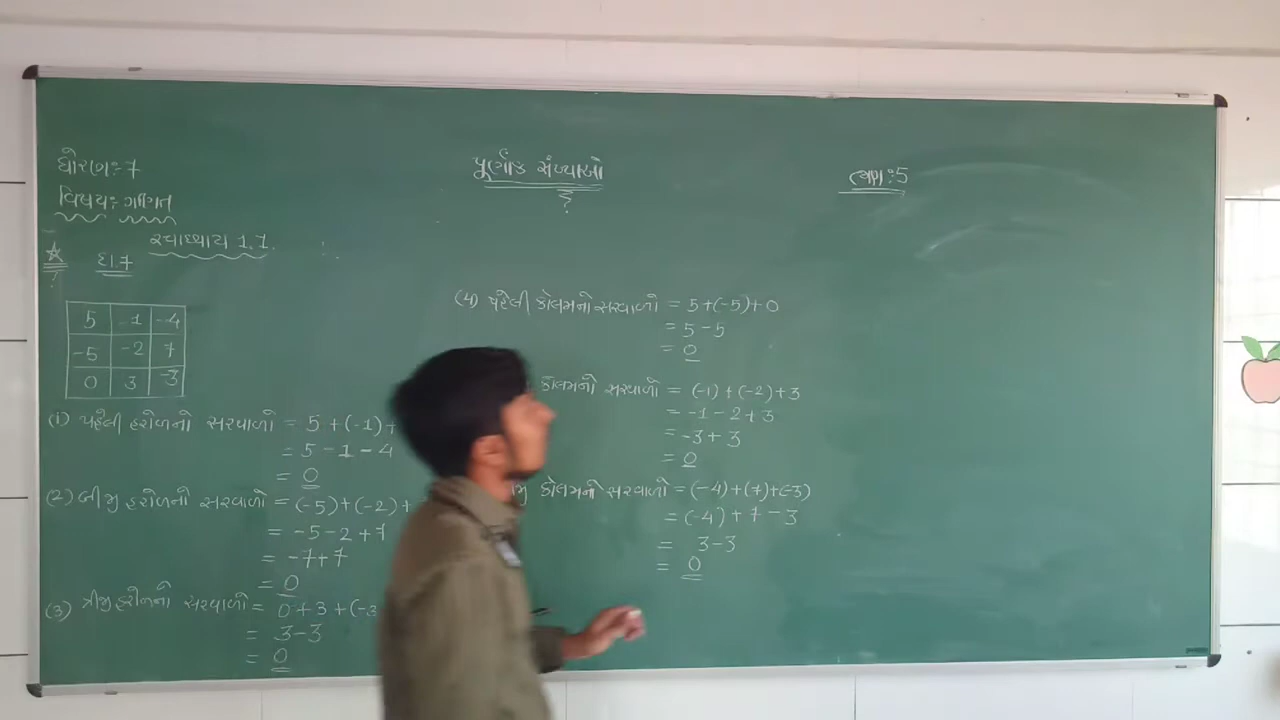 ધોરણ:-7
વિષય:- ગણિત
પૂર્ણાંક સંખ્યાઓ
તાસ:-5
સ્વાધ્યાય 1.1.
દા.7
5 -1 -4
-5 -2 7
0 3 -3
(1) પહેલી હરોળનો સરવાળો = 5 + (-1) +
= 5 - 1 - 4
= 0
(2) બીજી હરોળનો સરવાળો = (-5) + (-2) +
= -5 - 2 + 7
= -7 + 7
= 0
(3) ત્રીજી હરોળનો સરવાળો = 0 + 3 + (-3
= 3 - 3
= 0
(4) પહેલી કોલમનો સરવાળો = 5 + (-5) + 0
= 5 - 5
= 0
કોલમનો સરવાળો = (-1) + (-2) + 3
= -1 - 2 + 3
= -3 + 3
= 0
કોલમનો સરવાળો = (-4) + (7) + (-3)
= (-4) + 7 - 3
= 3 - 3
= 0